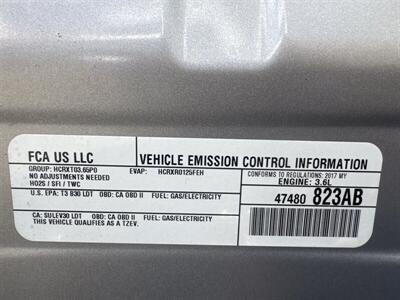 FCA US LLC
VEHICLE EMISSION CONTROL INFORMATION
GROUP: HCRXT03.65P0 EVAP: HCRXR0125FEH CONFORMS TO REGULATIONS: 2017 MY
NO ADJUSTMENTS NEEDED ENGINE: 3.6L
HO2S / SFI / TWC
47480 823AB
U.S. EPA: T3 B30 LDT OBD: CA OBD II FUEL: GAS/ELECTRICITY
CA: SULEV30 LDT OBD: CA OBD II FUEL: GAS/ELECTRICITY
THIS VEHICLE QUALIFIES AS A TZEV.